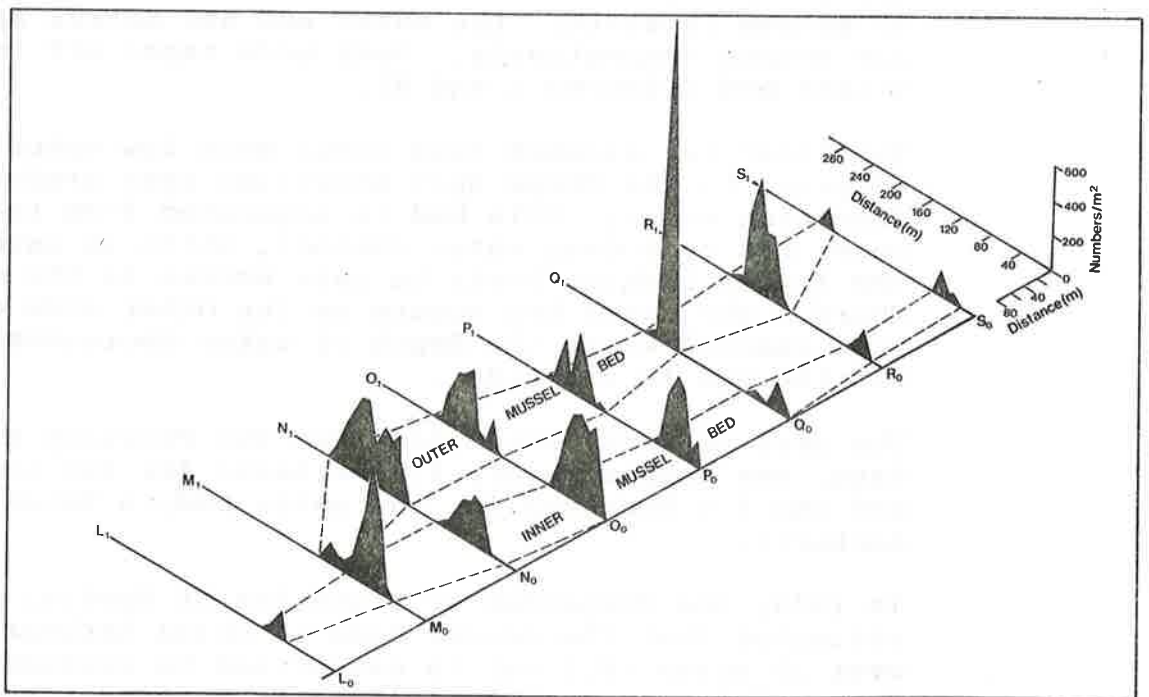 S₁
R₁
Q₁
P₁
O₁
N₁
M₁
L₁
260
240
200
160
120
80
40
0
Distance(m)
600
400
200
0
Numbers/m²
80
40
Distance(m)
OUTER MUSSEL BED
INNER MUSSEL BED
S₀
R₀
Q₀
P₀
O₀
N₀
M₀
L₀